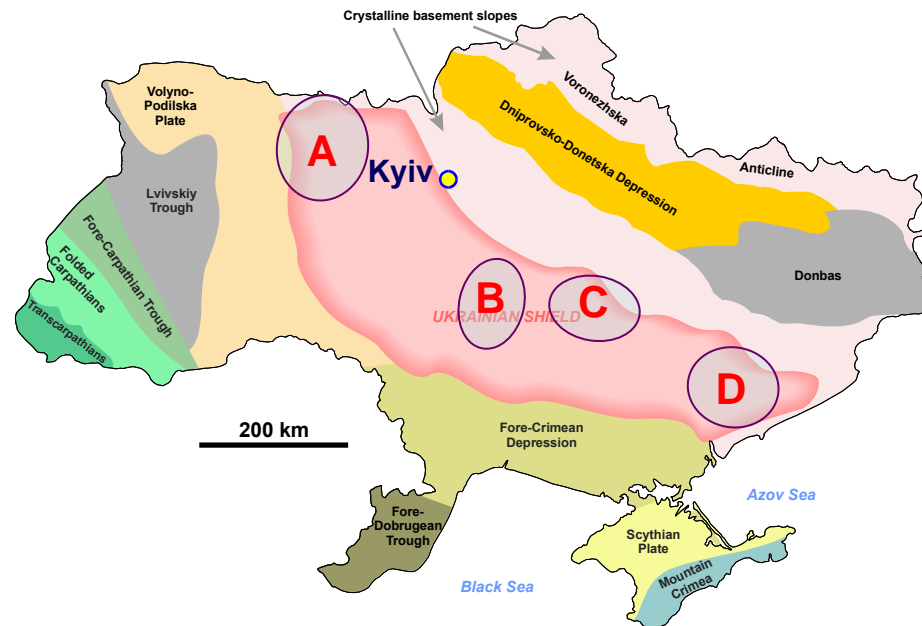 Crystalline basement slopes
Volyno-
Podilska
Plate
Voronezhska
A
Kyiv
Dniprovsko-Donetska Depression
Anticline
Lvivskiy
Trough
Fore-Carpathian Trough
Folded
Carpathians
Transcarpathians
Donbas
B
C
UKRAINIAN SHIELD
D
200 km
Fore-Crimean
Depression
Azov Sea
Fore-
Dobrugean
Trough
Scythian
Plate
Mountain
Crimea
Black Sea